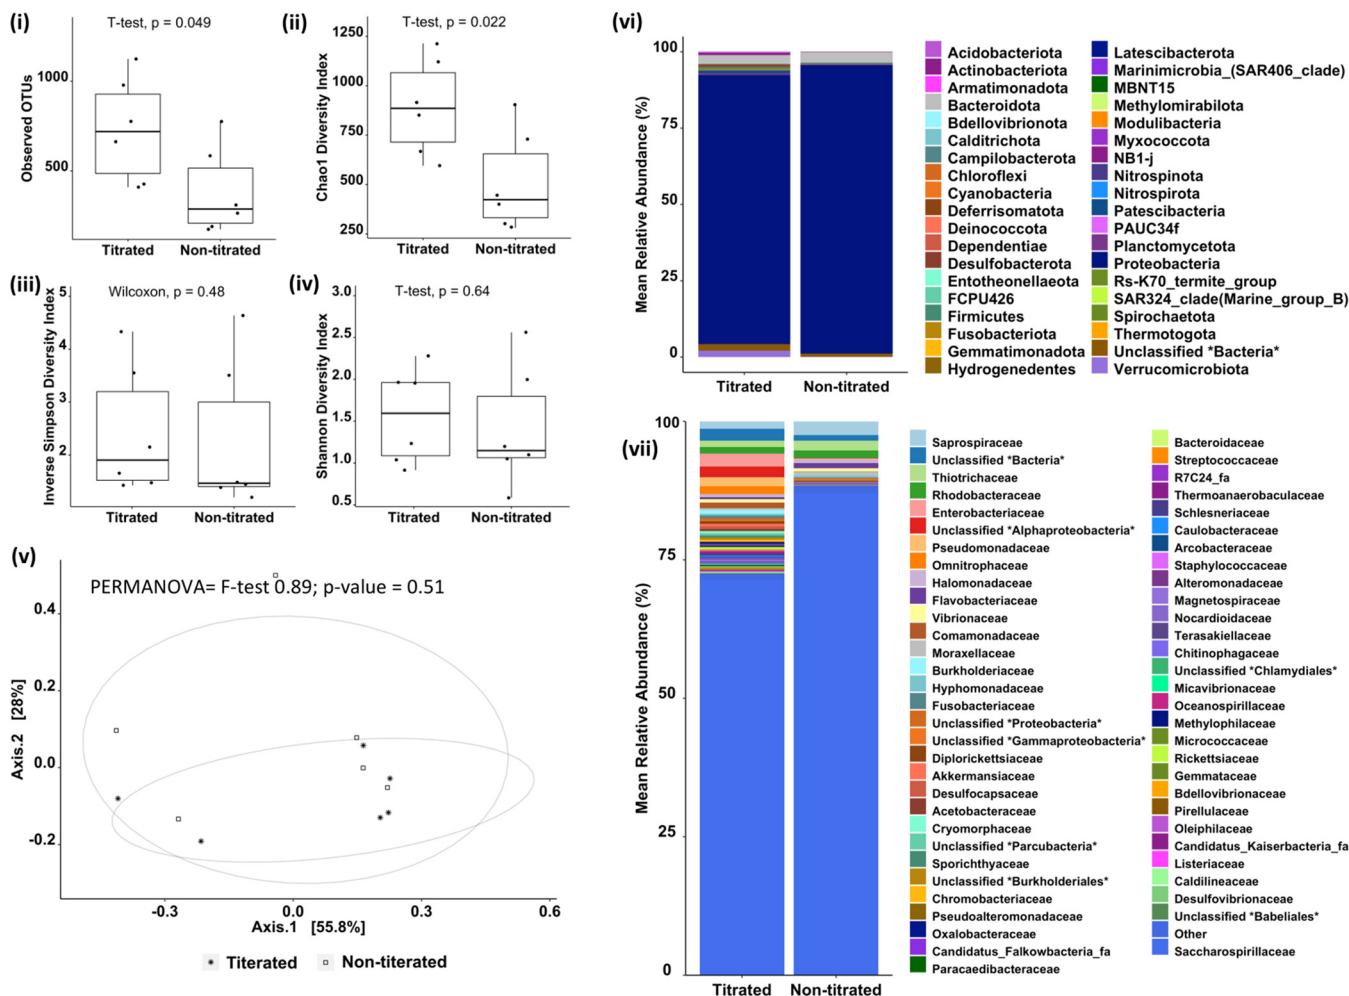 (i)
T-test, p = 0.049
Observed OTUs
1000
500
Titrated
Non-titrated
(ii)
T-test, p = 0.022
Chao1 Diversity Index
1250
1000
750
500
250
Titrated
Non-titrated
(iii)
Wilcoxon, p = 0.48
Inverse Simpson Diversity Index
5
4
3
2
Titrated
Non-titrated
(iv)
T-test, p = 0.64
Shannon Diversity Index
3.0
2.5
2.0
1.5
1.0
0.5
Titrated
Non-titrated
(v)
PERMANOVA= F-test 0.89; p-value = 0.51
Axis.2 [28%]
0.4
0.2
0.0
-0.2
-0.3
0.0
0.3
0.6
Axis.1 [55.8%]
Titerated
Non-titerated
(vi)
Mean Relative Abundance (%)
100
75
50
25
0
Titrated
Non-titrated
Acidobacteriota
Actinobacteriota
Armatimonadota
Bacteroidota
Bdellovibrionota
Calditrichota
Campilobacterota
Chloroflexi
Cyanobacteria
Deferrisomatota
Deinococcota
Dependentiae
Desulfobacterota
Entotheonellaeota
FCPU426
Firmicutes
Fusobacteriota
Gemmatimonadota
Hydrogenedentes
Latescibacterota
Marinimicrobia_(SAR406_clade)
MBNT15
Methylomirabilota
Modulibacteria
Myxococcota
NB1-j
Nitrospinota
Nitrospirota
Patescibacteria
PAUC34f
Planctomycetota
Proteobacteria
Rs-K70_termite_group
SAR324_clade(Marine_group_B)
Spirochaetota
Thermotogota
Unclassified *Bacteria*
Verrucomicrobiota
(vii)
Mean Relative Abundance (%)
100
75
50
25
0
Titrated
Non-titrated
Saprospiraceae
Unclassified *Bacteria*
Thiotrichaceae
Rhodobacteraceae
Enterobacteriaceae
Unclassified *Alphaproteobacteria*
Pseudomonadaceae
Omnitrophaceae
Halomonadaceae
Flavobacteriaceae
Vibrionaceae
Comamonadaceae
Moraxellaceae
Burkholderiaceae
Hyphomonadaceae
Fusobacteriaceae
Unclassified *Proteobacteria*
Unclassified *Gammaproteobacteria*
Diplorickettsiaceae
Akkermansiaceae
Desulfocapsaceae
Acetobacteraceae
Cryomorphaceae
Unclassified *Parcubacteria*
Sporichthyaceae
Unclassified *Burkholderiales*
Chromobacteriaceae
Pseudoalteromonadaceae
Oxalobacteraceae
Candidatus_Falkowbacteria_fa
Paracaedibacteraceae
Bacteroidaceae
Streptococcaceae
R7C24_fa
Thermoanaerobaculaceae
Schlesneriaceae
Caulobacteraceae
Arcobacteraceae
Staphylococcaceae
Alteromonadaceae
Magnetospiraceae
Nocardioidaceae
Terasakiellaceae
Chitinophagaceae
Unclassified *Chlamydiales*
Micavibrionaceae
Oceanospirillaceae
Methylophilaceae
Micrococcaceae
Rickettsiaceae
Gemmataceae
Bdellovibrionaceae
Pirellulaceae
Oleiphilaceae
Candidatus_Kaiserbacteria_fa
Listeriaceae
Caldilineaceae
Desulfovibrionaceae
Unclassified *Babeliales*
Other
Saccharospirillaceae